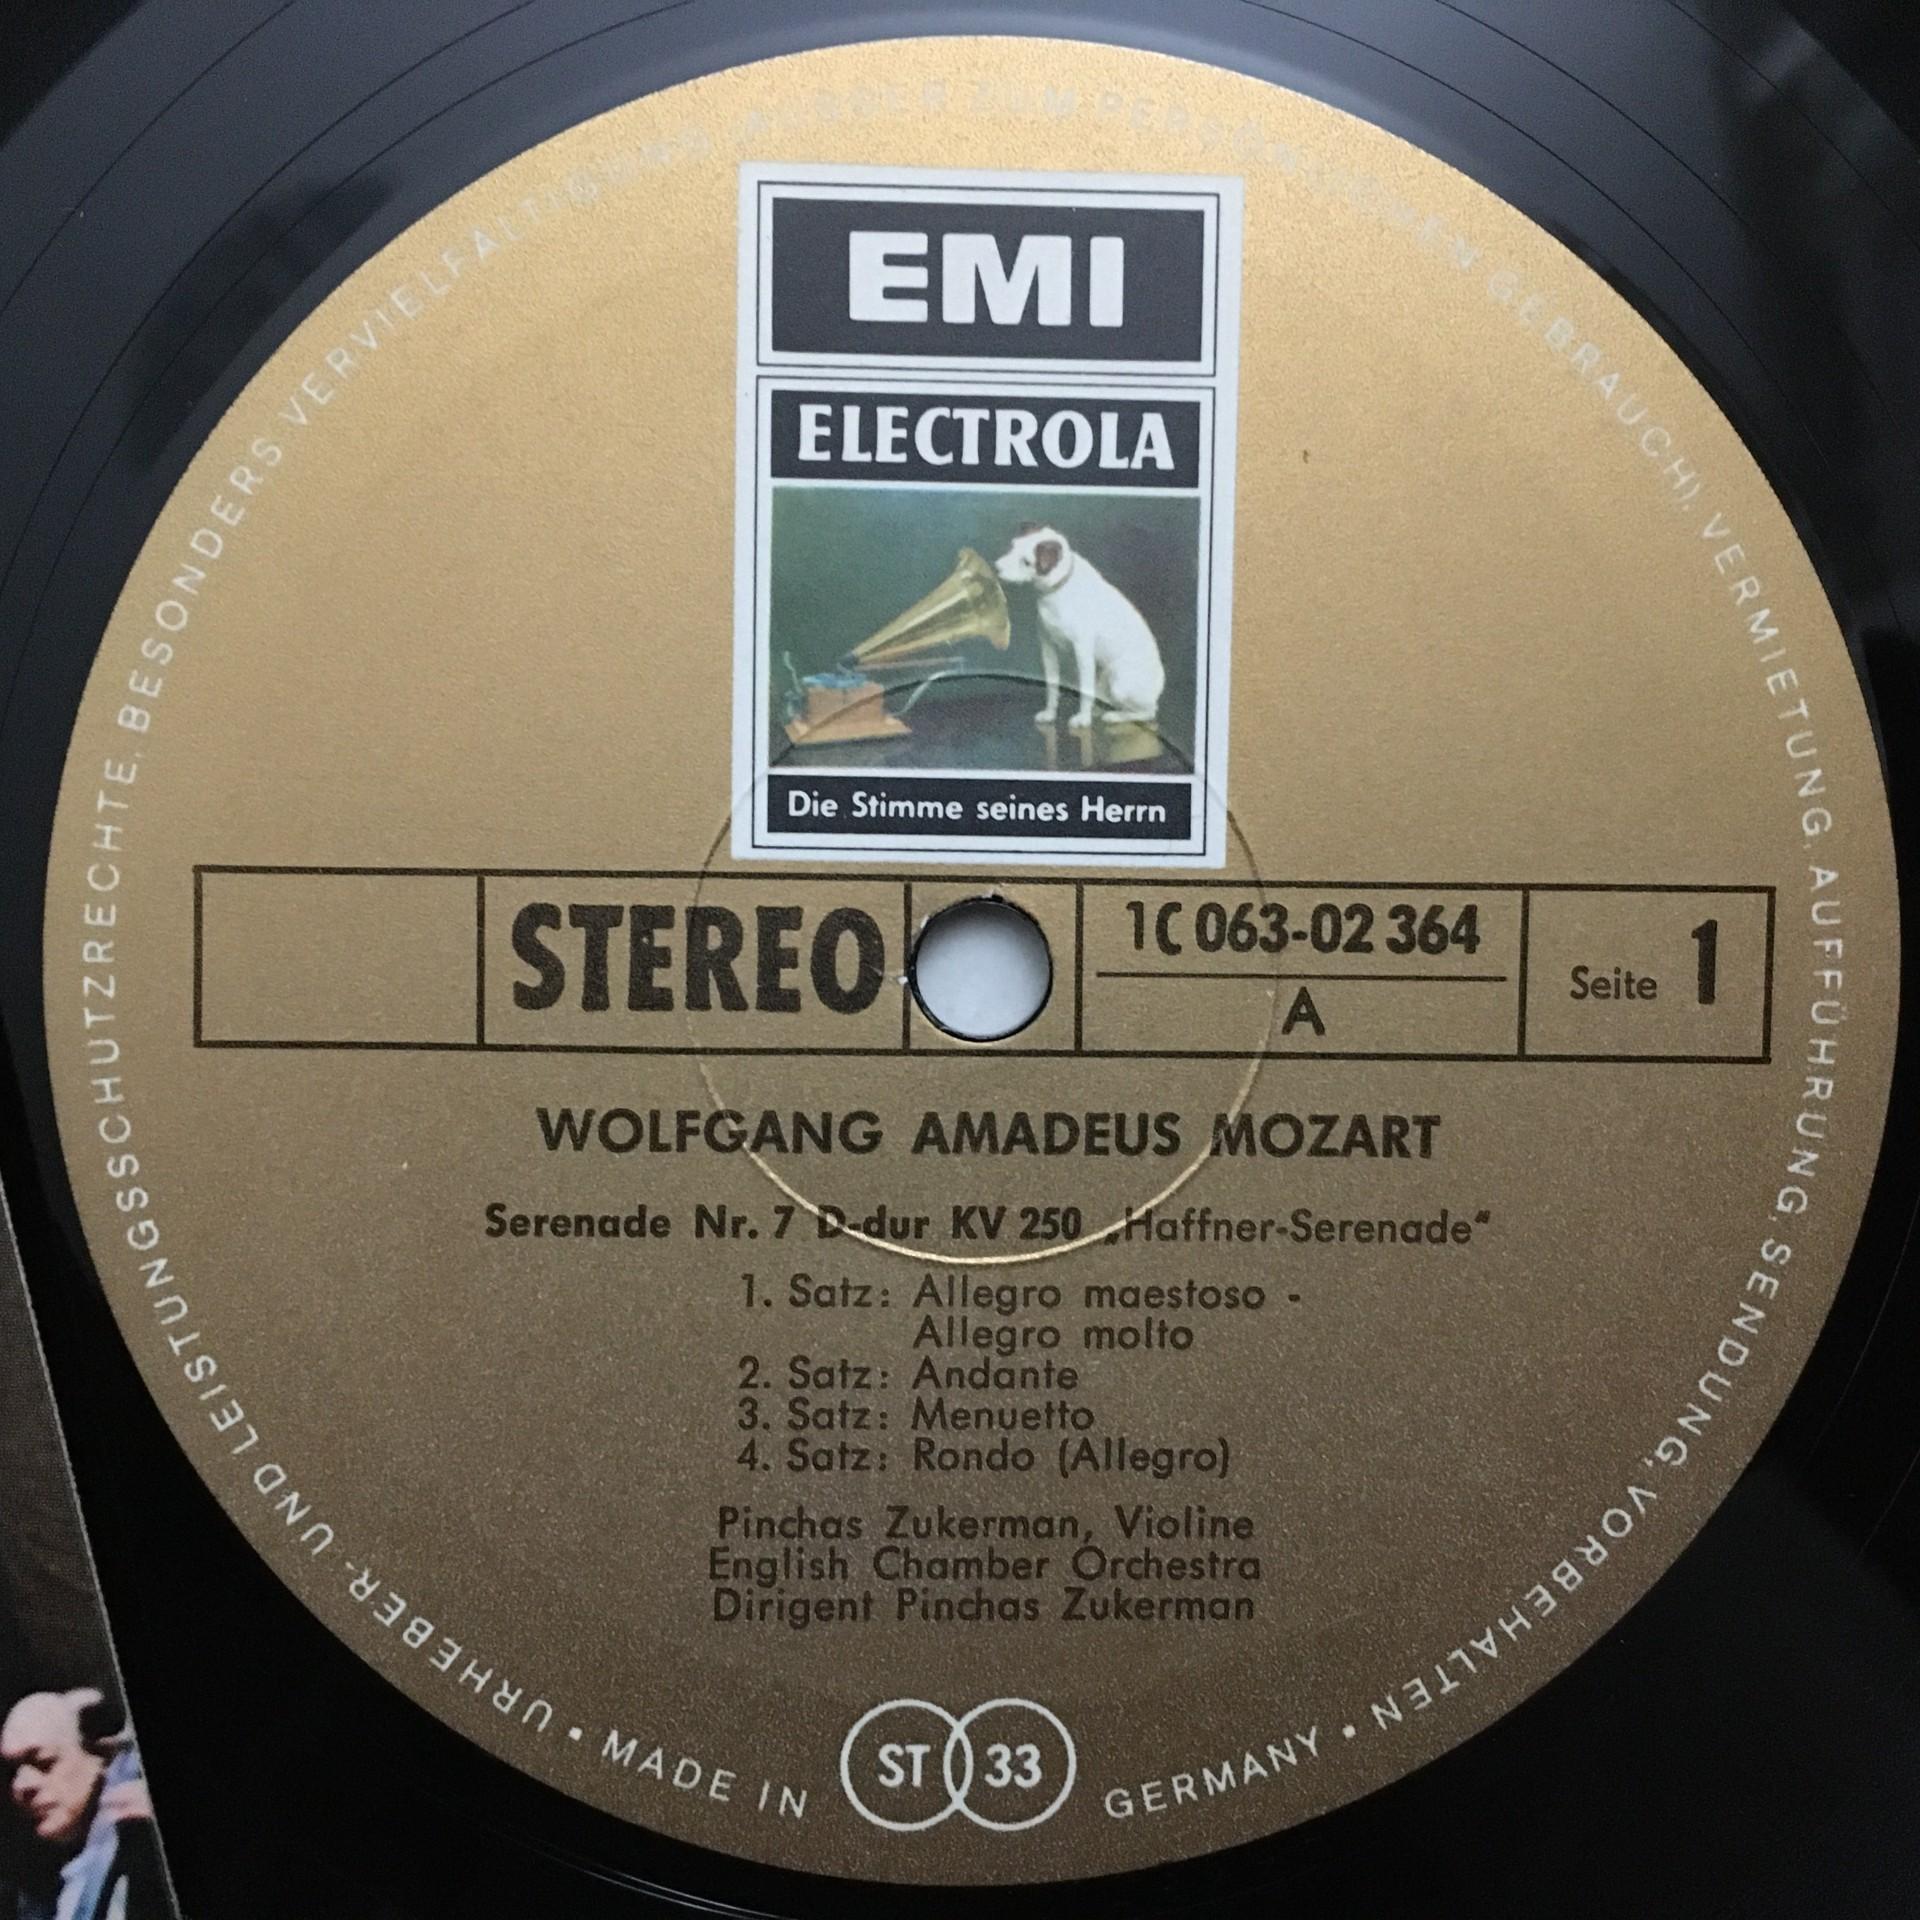 EMI
ELECTROLA
Die Stimme seines Herrn
STEREO
1C 063-02 364
A
Seite 1
WOLFGANG AMADEUS MOZART
Serenade Nr. 7 D-dur KV 250 „Haffner-Serenade“
1. Satz: Allegro maestoso -
Allegro molto
2. Satz: Andante
3. Satz: Menuetto
4. Satz: Rondo (Allegro)
Pinchas Zukerman, Violine
English Chamber Orchestra
Dirigent Pinchas Zukerman
ST 33
URHEBER- UND LEISTUNGSSCHUTZRECHTE, BESONDERS VERVIELFÄLTIGUNG (AUSSER ZUM PERSÖNLICHEN GEBRAUCH), VERMIETUNG, AUFFÜHRUNG, SENDUNG, VORBEHALTEN • MADE IN GERMANY •